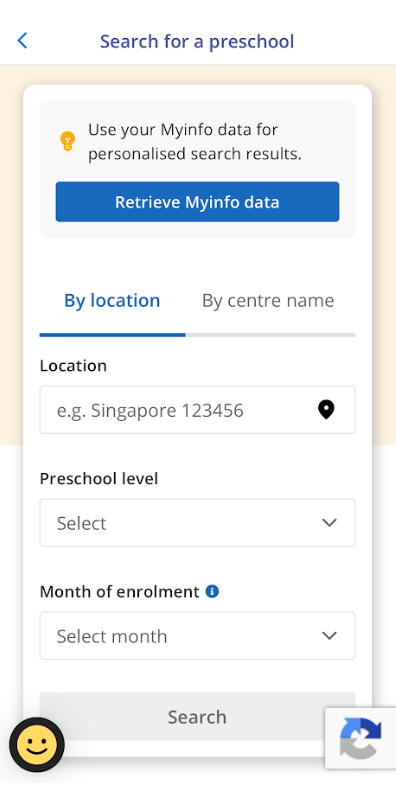 Search for a preschool
Use your Myinfo data for
personalised search results.
Retrieve Myinfo data
By location
By centre name
Location
e.g. Singapore 123456
Preschool level
Select
Month of enrolment
Select month
Search